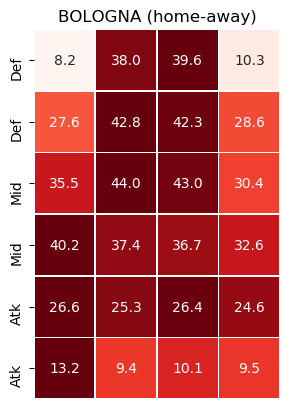 BOLOGNA (home-away)
Def 8.2 38.0 39.6 10.3
Def 27.6 42.8 42.3 28.6
Mid 35.5 44.0 43.0 30.4
Mid 40.2 37.4 36.7 32.6
Atk 26.6 25.3 26.4 24.6
Atk 13.2 9.4 10.1 9.5